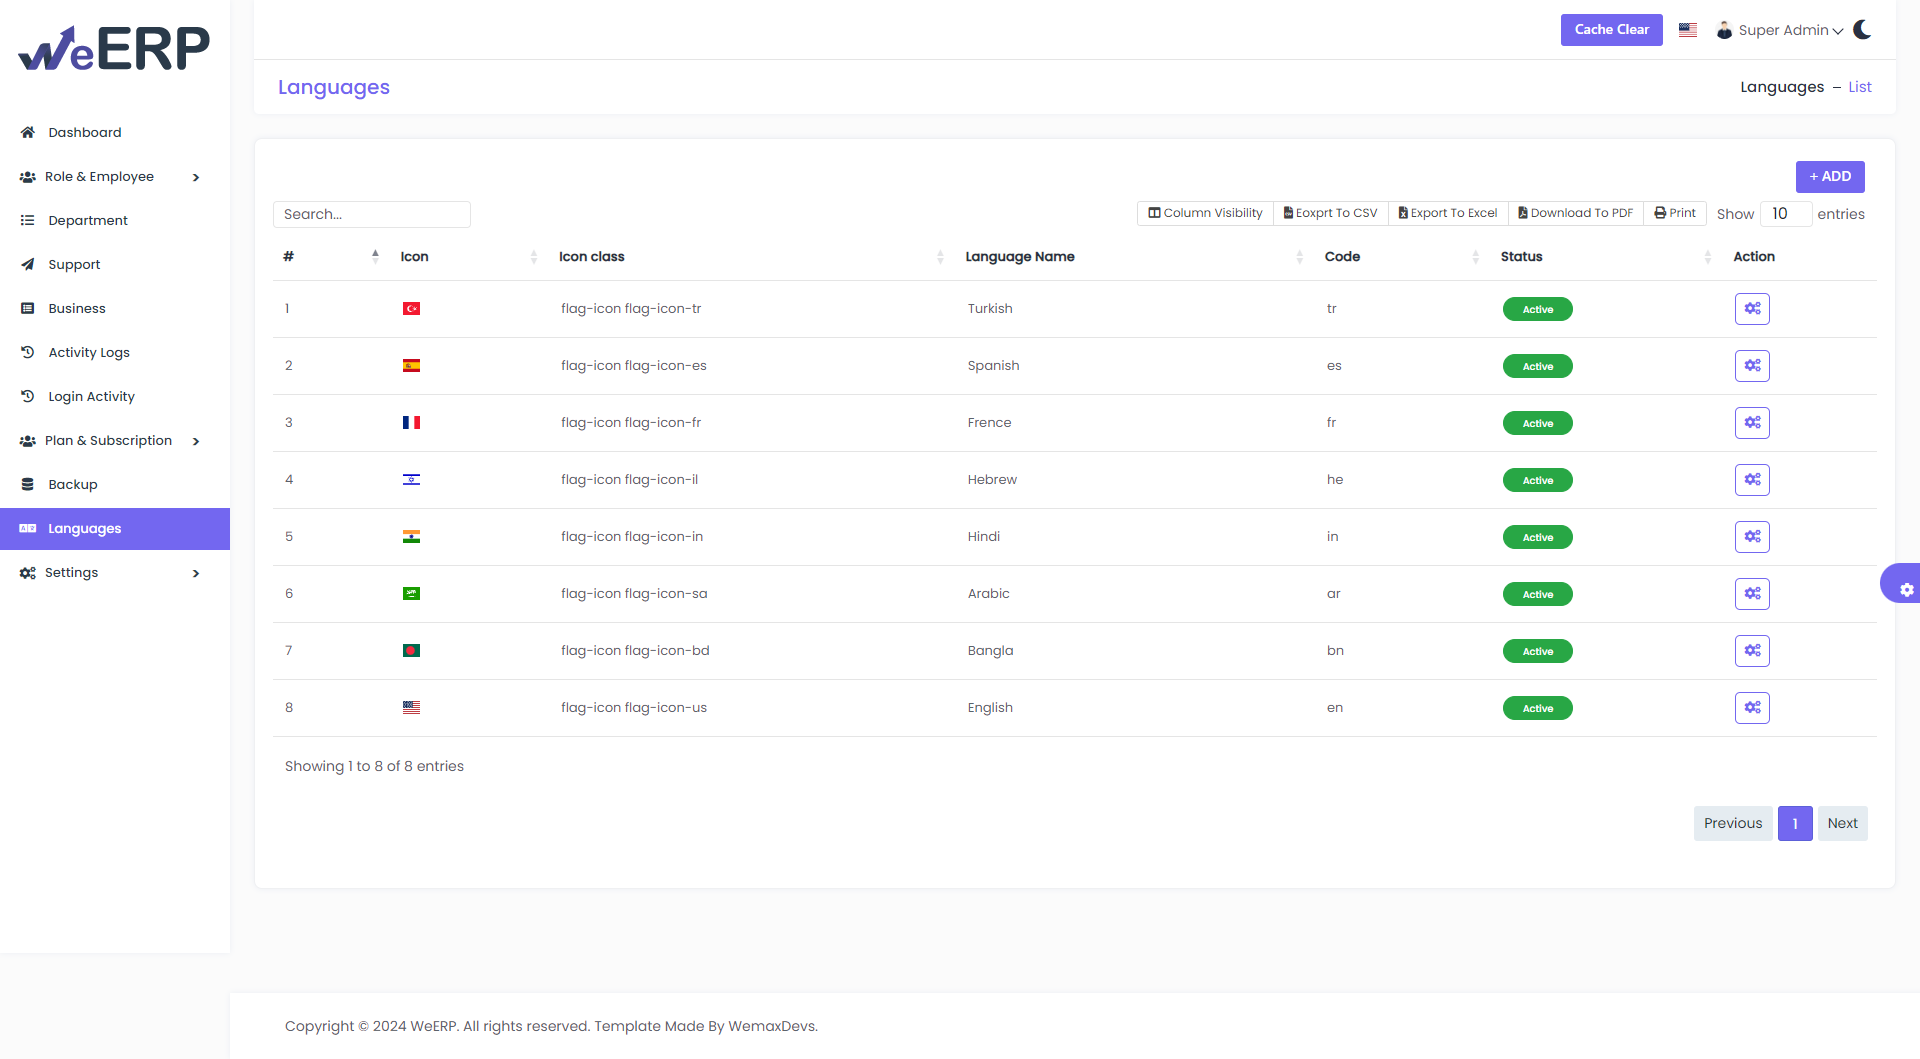 weERP
Cache Clear
Super Admin
Languages
Languages – List
Dashboard
Role & Employee
Department
Support
Business
Activity Logs
Login Activity
Plan & Subscription
Backup
Languages
Settings
+ ADD
Search...
Column Visibility Eoxprt To CSV Export To Excel Download To PDF Print Show 10 entries
# Icon Icon class Language Name Code Status Action
1 flag-icon flag-icon-tr Turkish tr Active
2 flag-icon flag-icon-es Spanish es Active
3 flag-icon flag-icon-fr Frence fr Active
4 flag-icon flag-icon-il Hebrew he Active
5 flag-icon flag-icon-in Hindi in Active
6 flag-icon flag-icon-sa Arabic ar Active
7 flag-icon flag-icon-bd Bangla bn Active
8 flag-icon flag-icon-us English en Active
Showing 1 to 8 of 8 entries
Previous 1 Next
Copyright © 2024 WeERP. All rights reserved. Template Made By WemaxDevs.